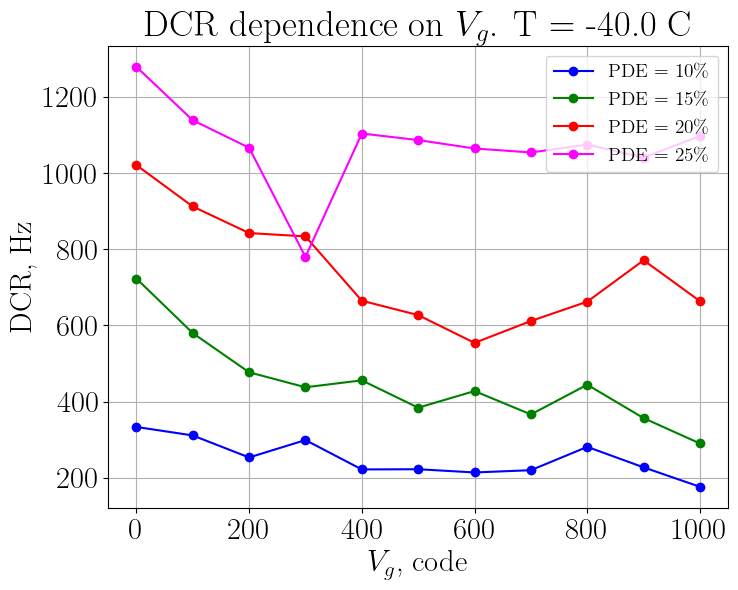 DCR dependence on V_g. T = -40.0 C
PDE = 10%
PDE = 15%
PDE = 20%
PDE = 25%
DCR, Hz
1200
1000
800
600
400
200
0 200 400 600 800 1000
V_g, code